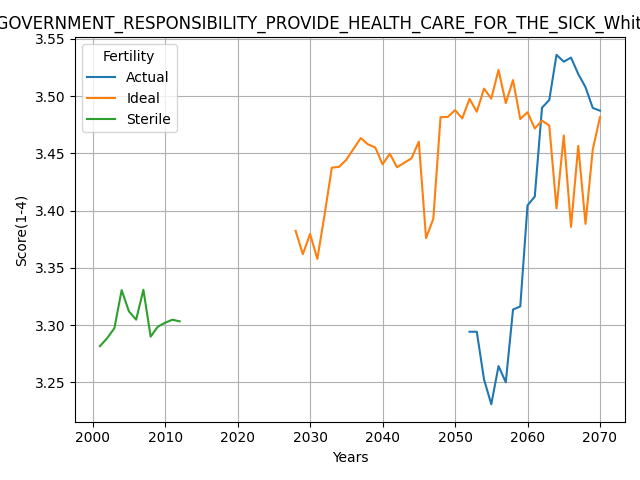 GOVERNMENT_RESPONSIBILITY_PROVIDE_HEALTH_CARE_FOR_THE_SICK_Whit
Fertility
Actual
Ideal
Sterile
3.55
3.50
3.45
3.40
3.35
3.30
3.25
Score(1-4)
2000 2010 2020 2030 2040 2050 2060 2070
Years